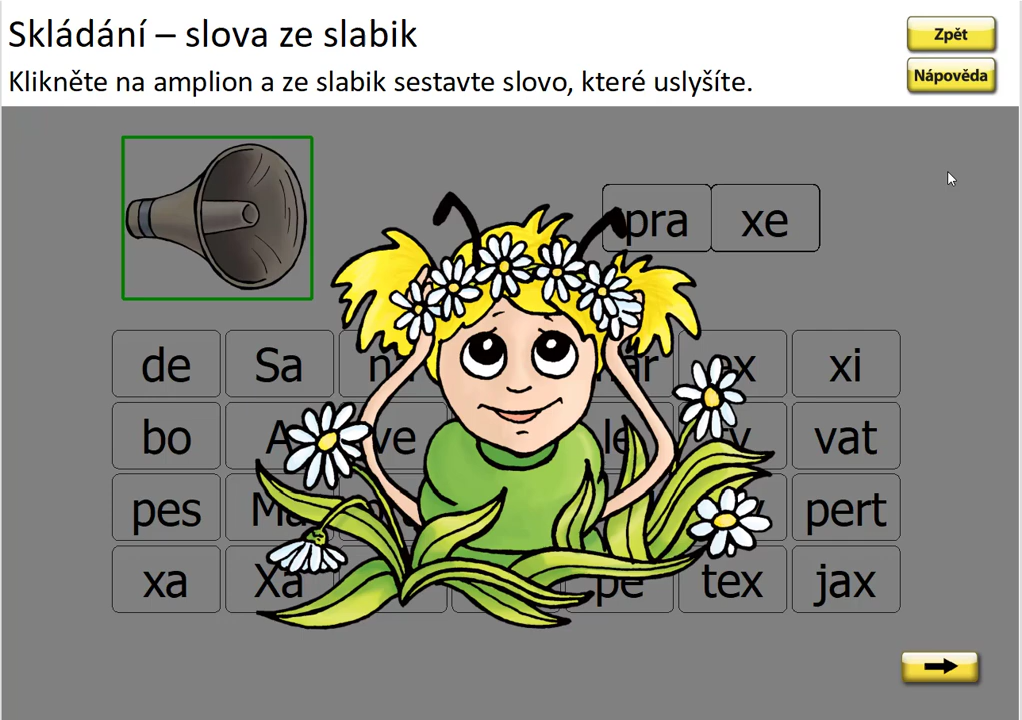 Skládání – slova ze slabik
Zpět
Klikněte na amplion a ze slabik sestavte slovo, které uslyšíte.
Nápověda
pra xe
de Sa xi
bo vat
pes pert
xa Xa pe tex jax